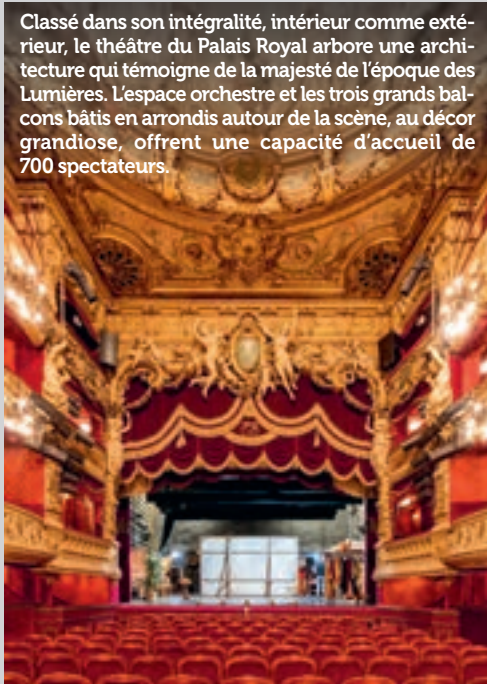 Classé dans son intégralité, intérieur comme exté-
rieur, le théâtre du Palais Royal arbore une archi-
tecture qui témoigne de la majesté de l’époque des
Lumières. L’espace orchestre et les trois grands bal-
cons bâtis en arrondis autour de la scène, au décor
grandiose, offrent une capacité d’accueil de
700 spectateurs.